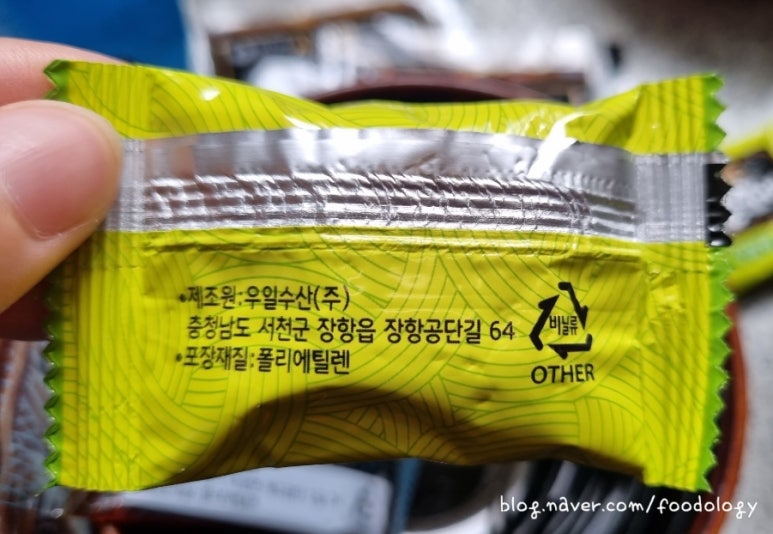 •제조원:우일수산(주)
충청남도 서천군 장항읍 장항공단길 64
•포장재질:폴리에틸렌
비닐류
OTHER
blog.naver.com/foodology